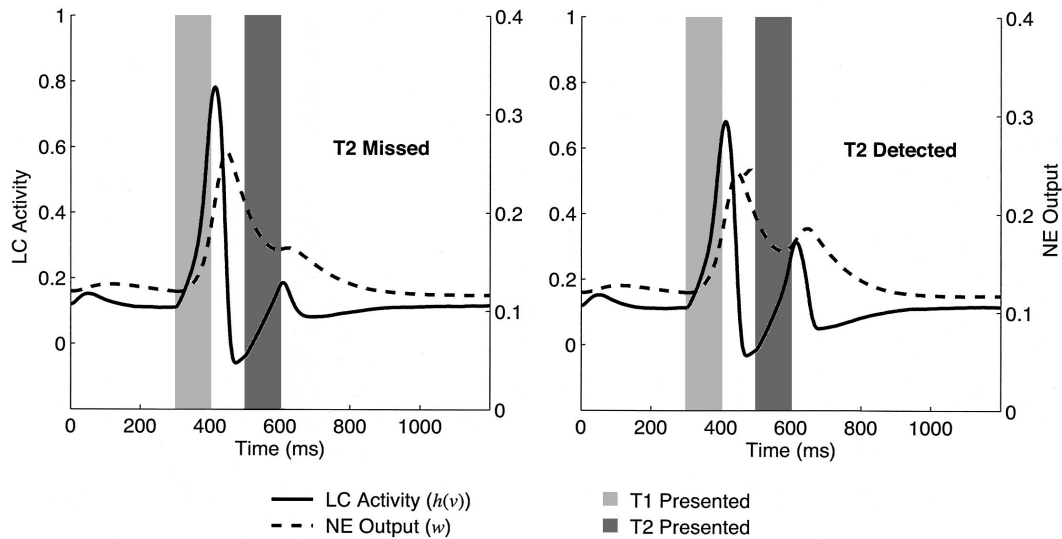 1
0.8
0.6
0.4
0.2
0
LC Activity
0.4
0.3
0.2
0.1
0
T2 Missed
0 200 400 600 800 1000
Time (ms)
1
0.8
0.6
0.4
0.2
0
0.4
0.3
0.2
0.1
0
NE Output
T2 Detected
0 200 400 600 800 1000
Time (ms)
LC Activity (h(v))
NE Output (w)
T1 Presented
T2 Presented